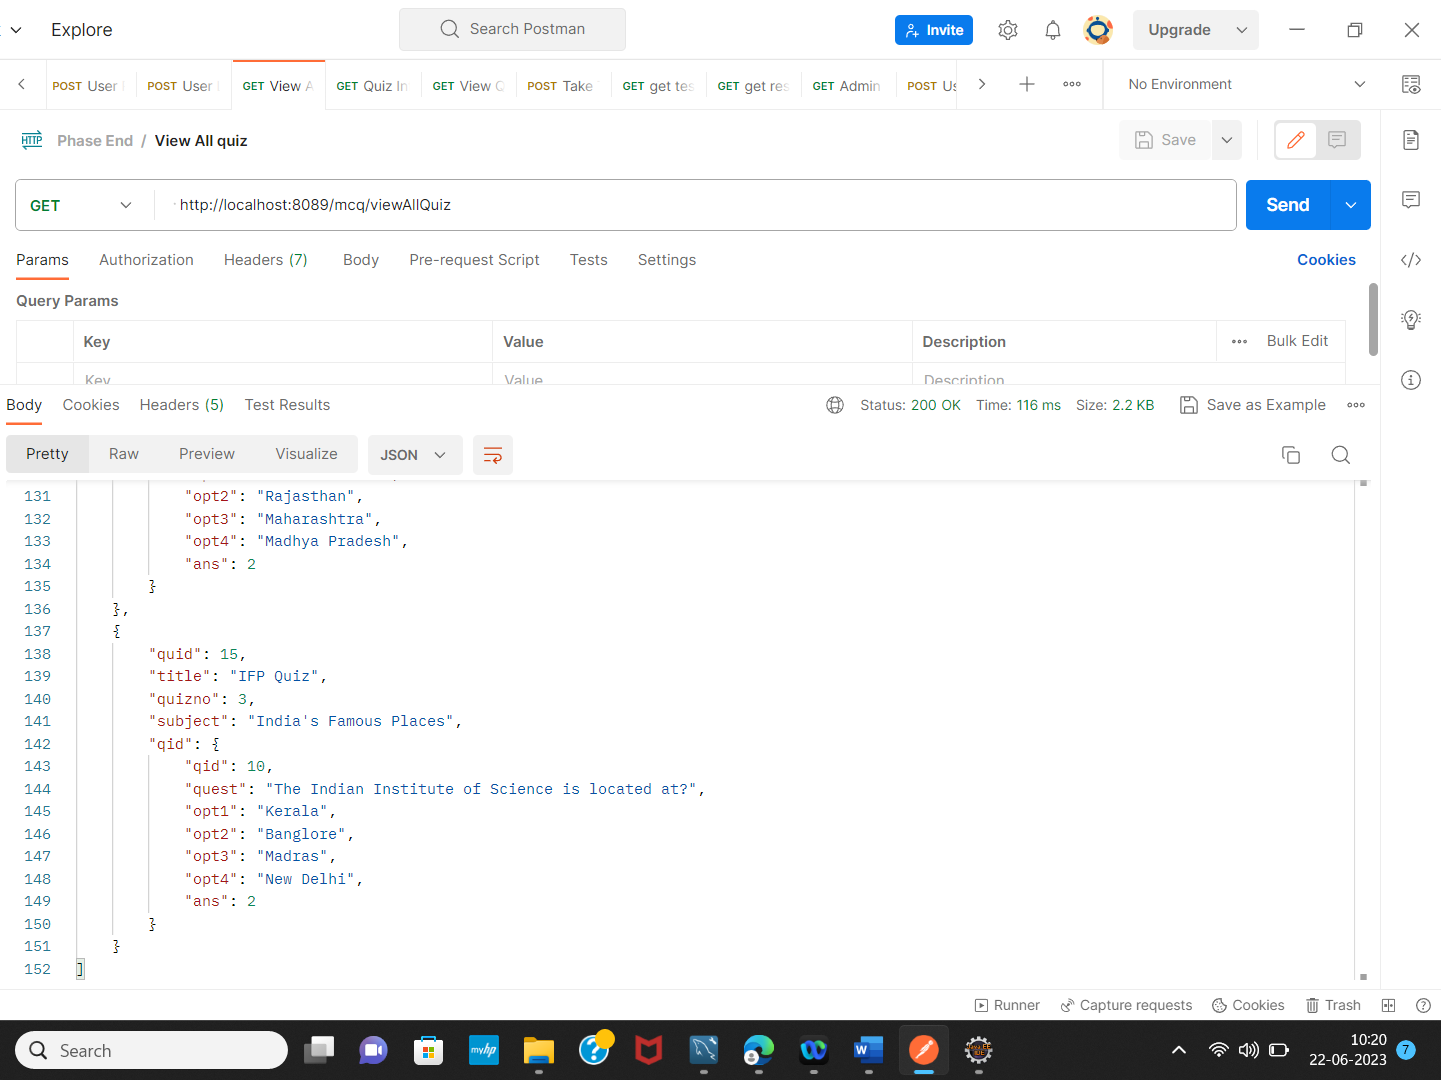 Explore
Search Postman
Invite
Upgrade
POST User
POST User
GET View A
GET Quiz In
GET View Q
POST Take
GET get tes
GET get res
GET Admin
POST Us
No Environment
HTTP Phase End / View All quiz
Save
GET http://localhost:8089/mcq/viewAllQuiz
Send
Params Authorization Headers (7) Body Pre-request Script Tests Settings Cookies
Query Params
Key Value Description Bulk Edit
Key Value Description
Body Cookies Headers (5) Test Results Status: 200 OK Time: 116 ms Size: 2.2 KB Save as Example
Pretty Raw Preview Visualize JSON
131 "opt2": "Rajasthan",
132 "opt3": "Maharashtra",
133 "opt4": "Madhya Pradesh",
134 "ans": 2
135 }
136 },
137 {
138 "quid": 15,
139 "title": "IFP Quiz",
140 "quizno": 3,
141 "subject": "India's Famous Places",
142 "qid": {
143 "qid": 10,
144 "quest": "The Indian Institute of Science is located at?",
145 "opt1": "Kerala",
146 "opt2": "Banglore",
147 "opt3": "Madras",
148 "opt4": "New Delhi",
149 "ans": 2
150 }
151 }
152 ]
Runner Capture requests Cookies Trash
Search
myhp
10:20
22-06-2023
7